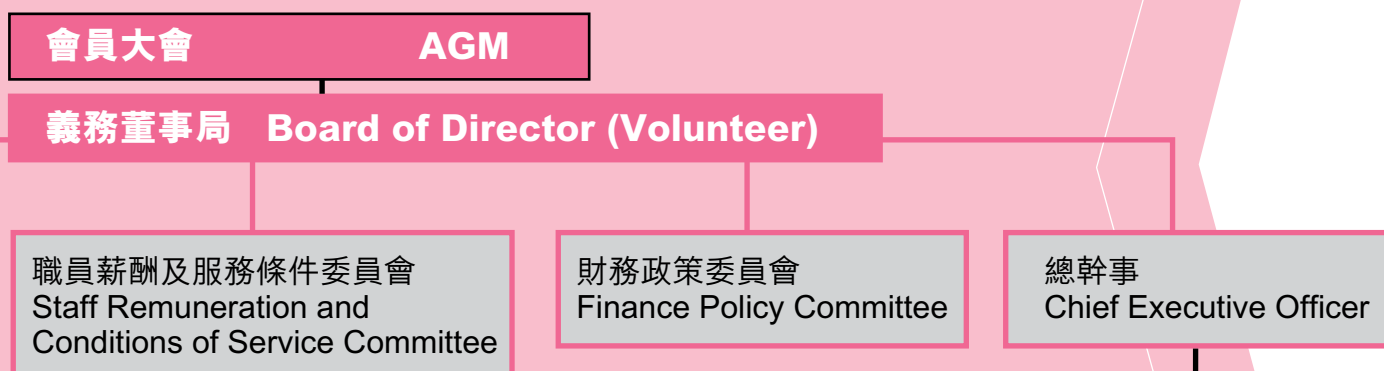 會員大會 AGM
義務董事局 Board of Director (Volunteer)
職員薪酬及服務條件委員會
Staff Remuneration and
Conditions of Service Committee
財務政策委員會
Finance Policy Committee
總幹事
Chief Executive Officer